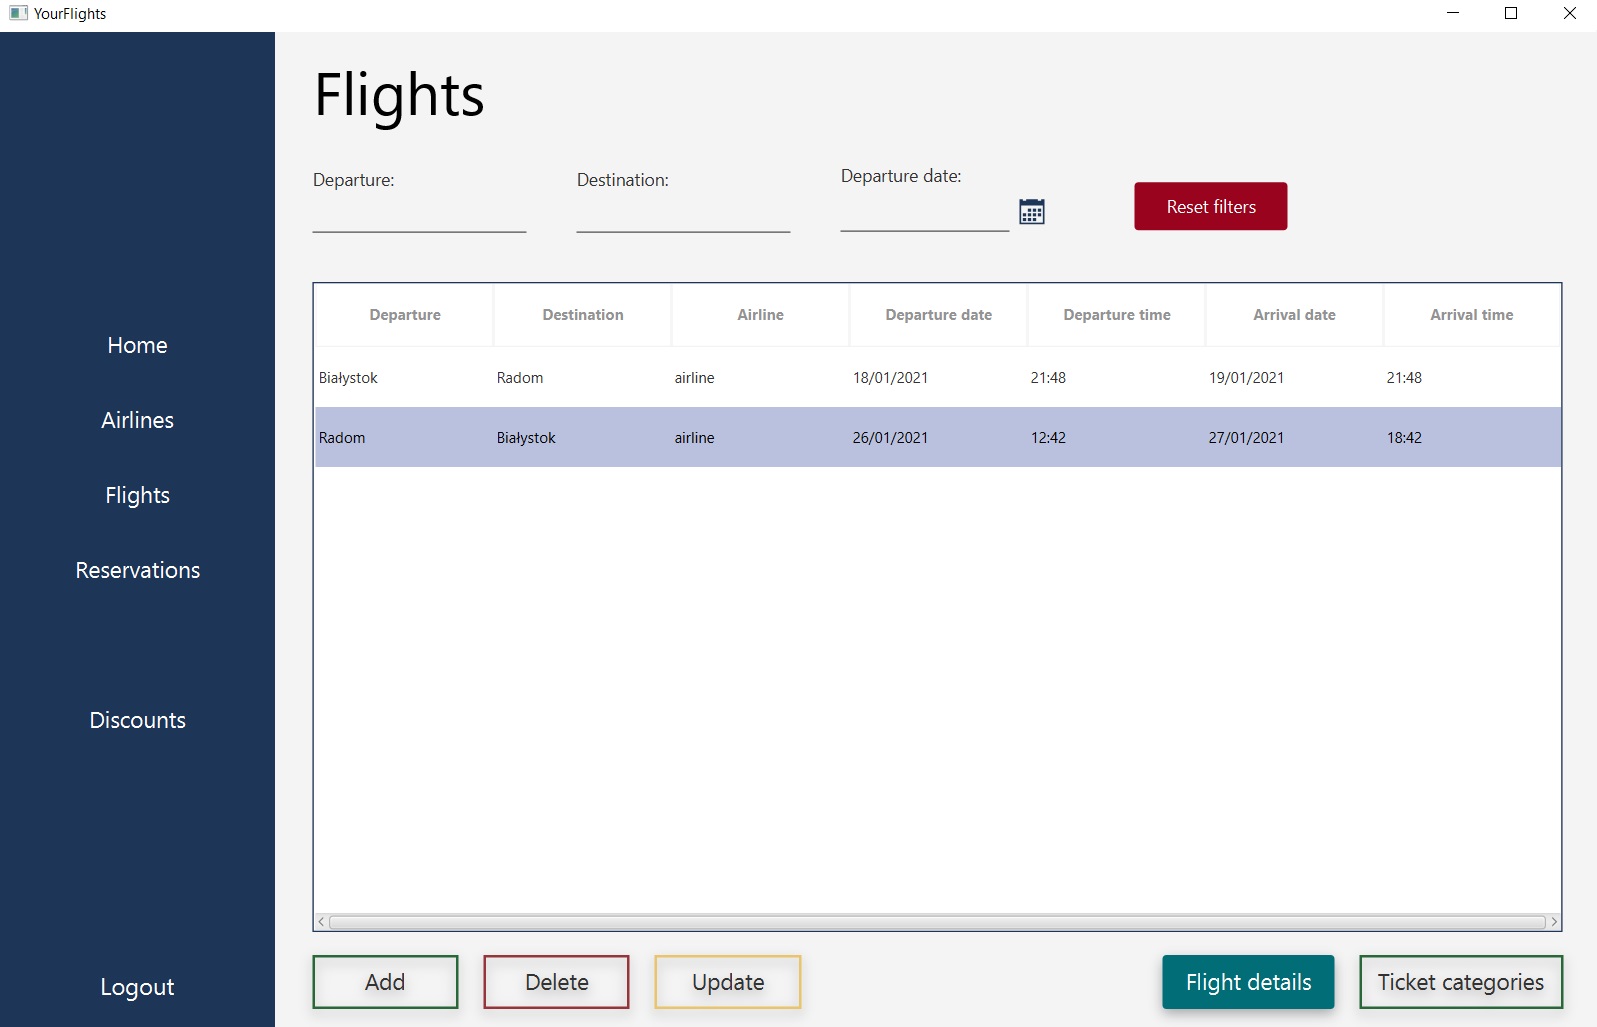 YourFlights
Flights
Departure:
Destination:
Departure date:
Reset filters
Departure Destination Airline Departure date Departure time Arrival date Arrival time
Białystok Radom airline 18/01/2021 21:48 19/01/2021 21:48
Radom Białystok airline 26/01/2021 12:42 27/01/2021 18:42
Home
Airlines
Flights
Reservations
Discounts
Logout
Add
Delete
Update
Flight details
Ticket categories